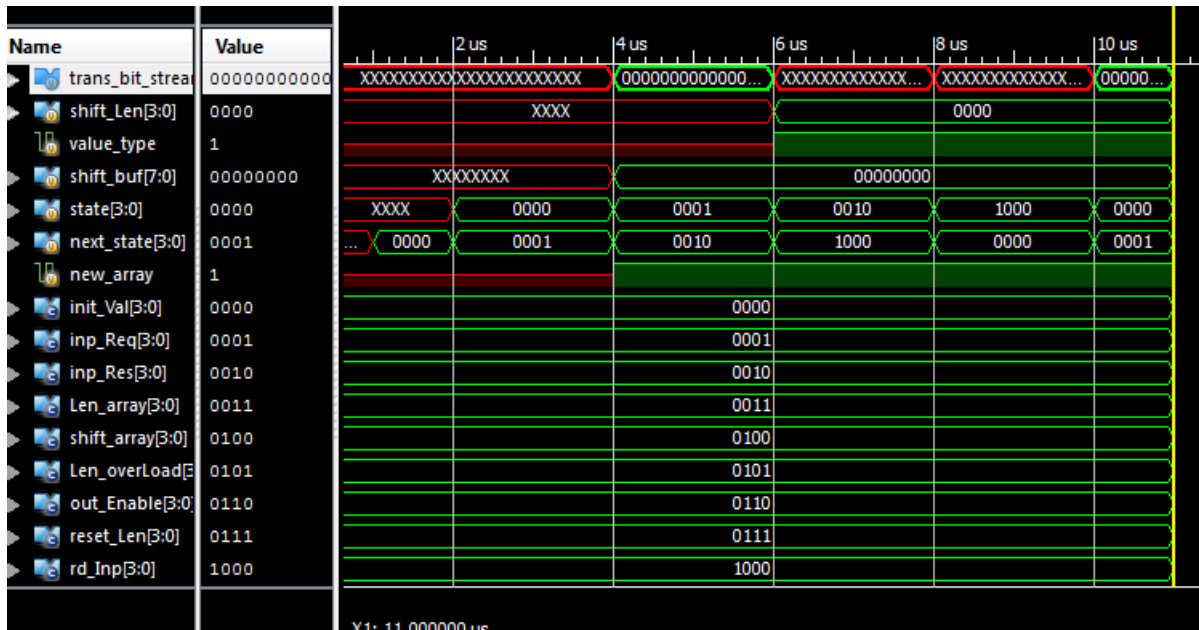 Name Value 2 us 4 us 6 us 8 us 10 us
trans_bit_strea 00000000000 XXXXXXXXXXXXXXXXXXXXXXX 0000000000000... XXXXXXXXXXXXX... XXXXXXXXXXXXX... 00000...
shift_Len[3:0] 0000 XXXX 0000
value_type 1
shift_buf[7:0] 00000000 XXXXXXXX 00000000
state[3:0] 0000 XXXX 0000 0001 0010 1000 0000
next_state[3:0] 0001 ... 0000 0001 0010 1000 0000 0001
new_array 1
init_Val[3:0] 0000 0000
inp_Req[3:0] 0001 0001
inp_Res[3:0] 0010 0010
Len_array[3:0] 0011 0011
shift_array[3:0] 0100 0100
Len_overLoad[3 0101 0101
out_Enable[3:0] 0110 0110
reset_Len[3:0] 0111 0111
rd_Inp[3:0] 1000 1000
X1: 11.000000 us